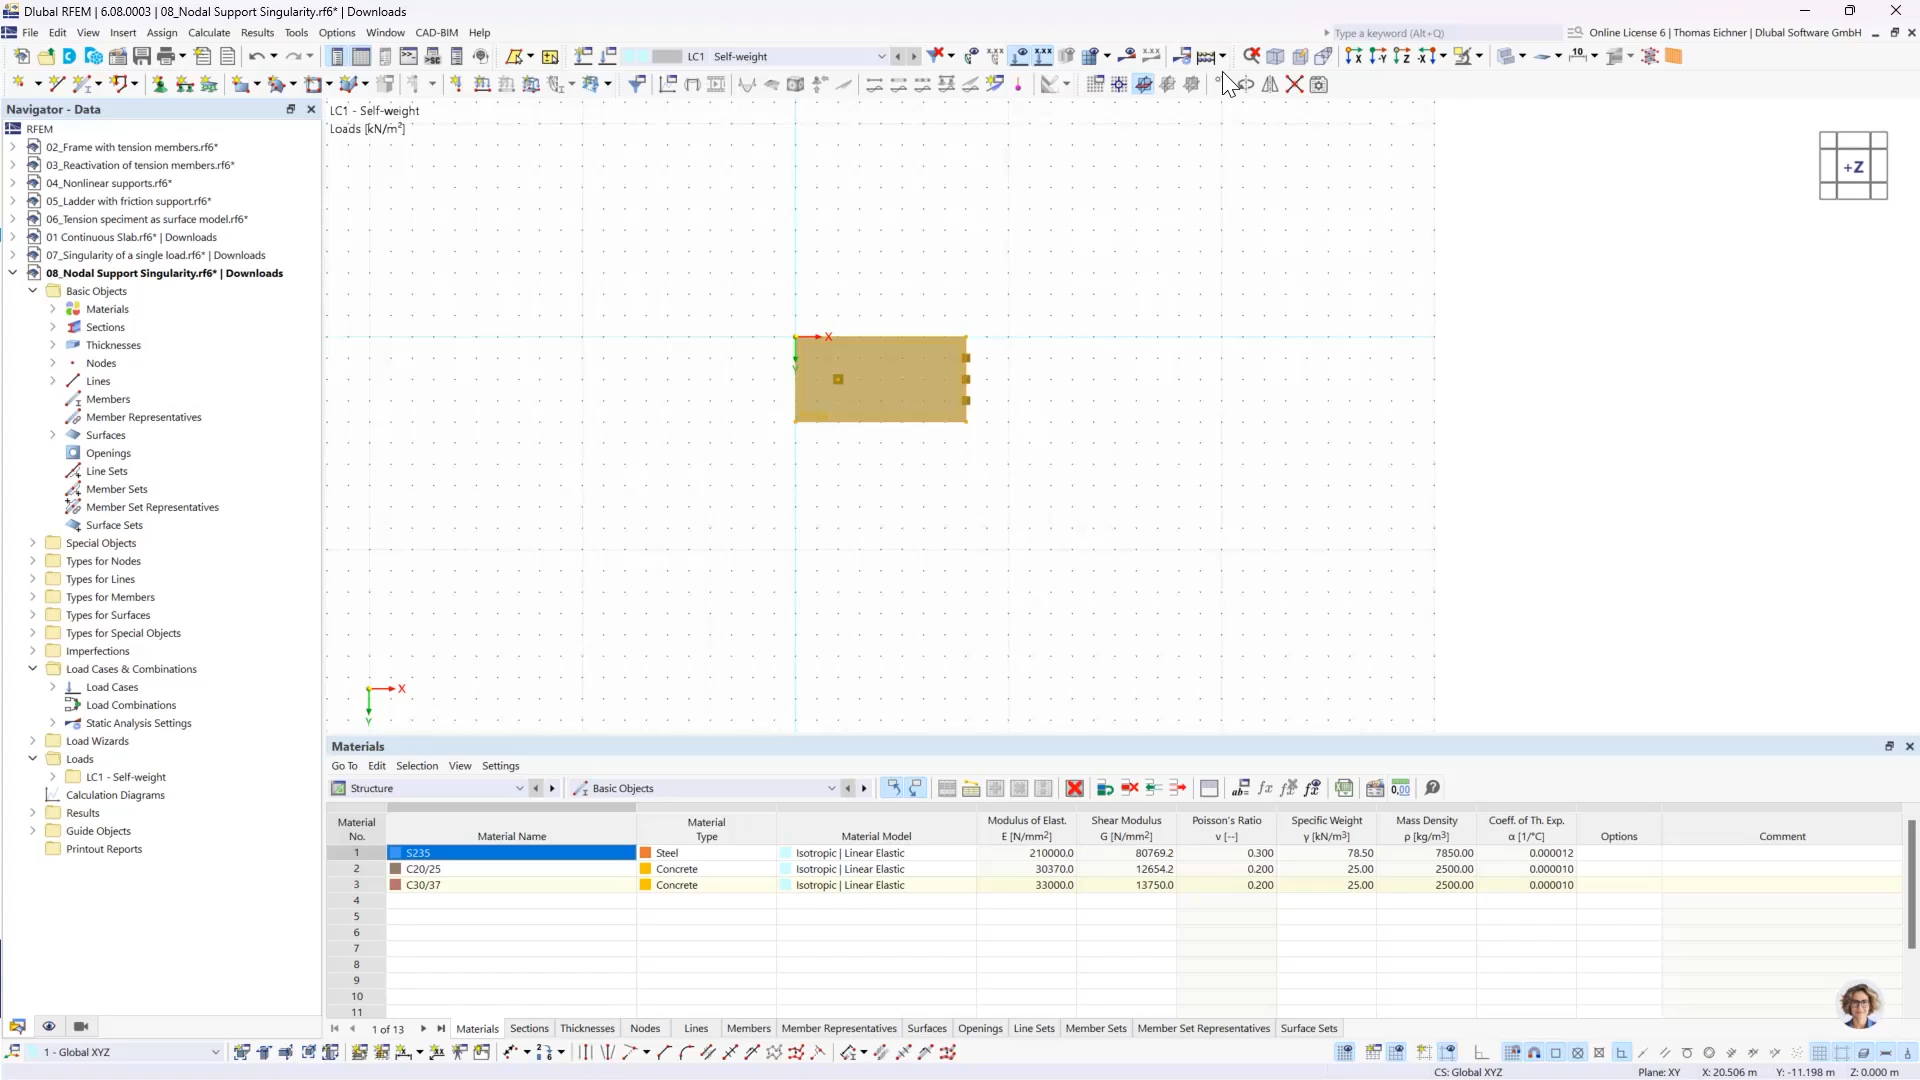 Dlubal RFEM | 6.08.0003 | 08_Nodal Support Singularity.rf6* | Downloads
File Edit View Insert Assign Calculate Results Tools Options Window CAD-BIM Help
Type a keyword (Alt+Q)
Online License 6 | Thomas Eichner | Dlubal Software GmbH
LC1 Self-weight
Navigator - Data
RFEM
02_Frame with tension members.rf6*
03_Reactivation of tension members.rf6*
04_Nonlinear supports.rf6*
05_Ladder with friction support.rf6*
06_Tension speciment as surface model.rf6*
01 Continuous Slab.rf6* | Downloads
07_Singularity of a single load.rf6* | Downloads
08_Nodal Support Singularity.rf6* | Downloads
Basic Objects
Materials
Sections
Thicknesses
Nodes
Lines
Members
Member Representatives
Surfaces
Openings
Line Sets
Member Sets
Member Set Representatives
Surface Sets
Special Objects
Types for Nodes
Types for Lines
Types for Members
Types for Surfaces
Types for Special Objects
Imperfections
Load Cases & Combinations
Load Cases
Load Combinations
Static Analysis Settings
Load Wizards
Loads
LC1 - Self-weight
Calculation Diagrams
Results
Guide Objects
Printout Reports
LC1 - Self-weight
Loads [kN/m²]
+Z
X
X
Y
Materials
Go To Edit Selection View Settings
Structure Basic Objects
Material No. Material Name Material Type Material Model Modulus of Elast. E [N/mm²] Shear Modulus G [N/mm²] Poisson's Ratio ν [--] Specific Weight γ [kN/m³] Mass Density ρ [kg/m³] Coeff. of Th. Exp. α [1/°C] Options Comment
1 S235 Steel Isotropic | Linear Elastic 210000.0 80769.2 0.300 78.50 7850.00 0.000012
2 C20/25 Concrete Isotropic | Linear Elastic 30370.0 12654.2 0.200 25.00 2500.00 0.000010
3 C30/37 Concrete Isotropic | Linear Elastic 33000.0 13750.0 0.200 25.00 2500.00 0.000010
4
5
6
7
8
9
10
11
1 of 13 Materials Sections Thicknesses Nodes Lines Members Member Representatives Surfaces Openings Line Sets Member Sets Member Set Representatives Surface Sets
1 - Global XYZ
CS: Global XYZ Plane: XY X: 20.506 m Y: -11.198 m Z: 0.000 m